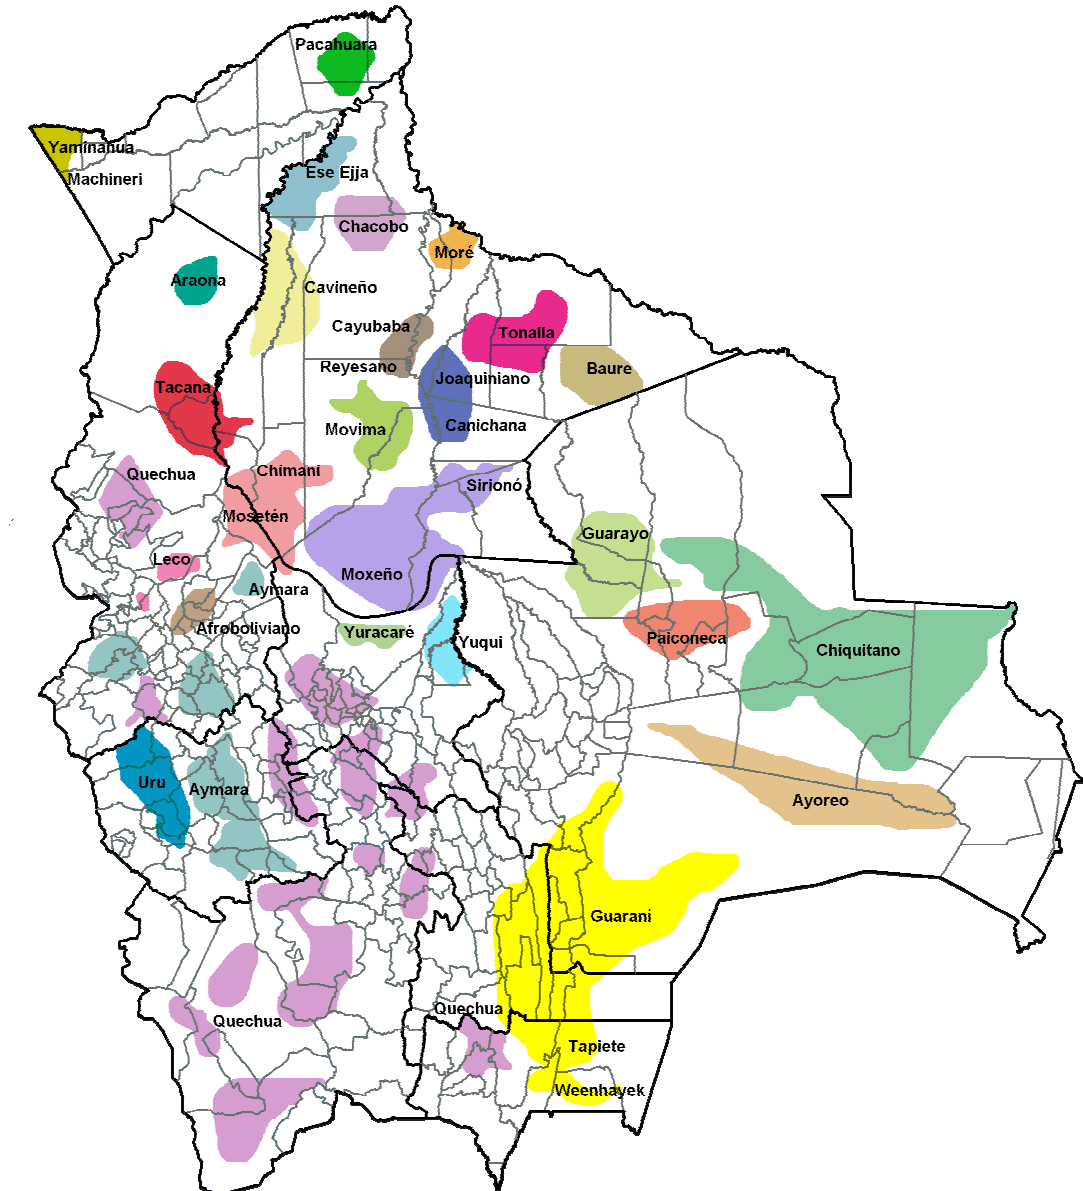 Pacahuara
Yaminahua
Machineri
Ese Ejja
Chacobo
Moré
Araona
Cavineño
Cayubaba
Tonalla
Reyesano
Joaquiniano
Baure
Tacana
Movima
Canichana
Quechua
Chimani
Sirionó
Mosetén
Guarayo
Leco
Moxeño
Aymara
Afroboliviano
Yuracaré
Yuqui
Paiconeca
Chiquitano
Uru
Aymara
Ayoreo
Guaraní
Quechua
Quechua
Tapiete
Weenhayek